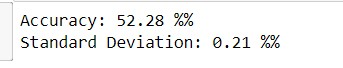 Accuracy: 52.28 %%
Standard Deviation: 0.21 %%